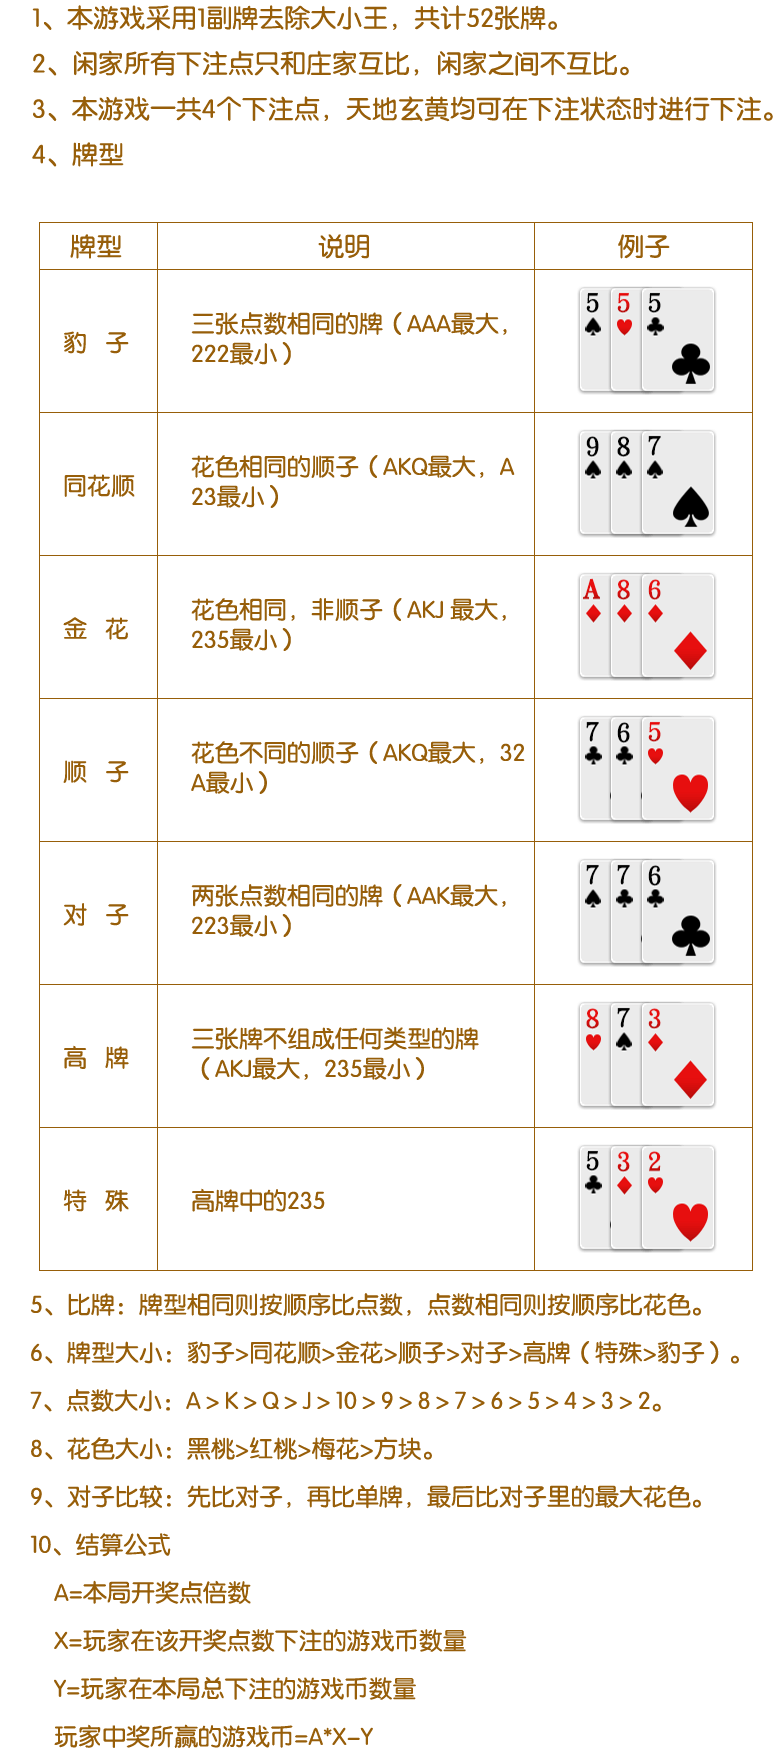 1、本游戏采用1副牌去除大小王，共计52张牌。
2、闲家所有下注点只和庄家互比，闲家之间不互比。
3、本游戏一共4个下注点，天地玄黄均可在下注状态时进行下注。
4、牌型
牌型 说明 例子
豹 子 三张点数相同的牌（AAA最大，
222最小）
5 5 5
同花顺 花色相同的顺子（AKQ最大，A
23最小）
9 8 7
金 花 花色相同，非顺子（AKJ 最大，
235最小）
A 8 6
顺 子 花色不同的顺子（AKQ最大，32
A最小）
7 6 5
对 子 两张点数相同的牌（AAK最大，
223最小）
7 7 6
高 牌 三张牌不组成任何类型的牌
（AKJ最大，235最小）
8 7 3
特 殊 高牌中的235
5 3 2
5、比牌：牌型相同则按顺序比点数，点数相同则按顺序比花色。
6、牌型大小：豹子>同花顺>金花>顺子>对子>高牌（特殊>豹子）。
7、点数大小：A > K > Q > J > 10 > 9 > 8 > 7 > 6 > 5 > 4 > 3 > 2。
8、花色大小：黑桃>红桃>梅花>方块。
9、对子比较：先比对子，再比单牌，最后比对子里的最大花色。
10、结算公式
A=本局开奖点倍数
X=玩家在该开奖点数下注的游戏币数量
Y=玩家在本局总下注的游戏币数量
玩家中奖所赢的游戏币=A*X-Y